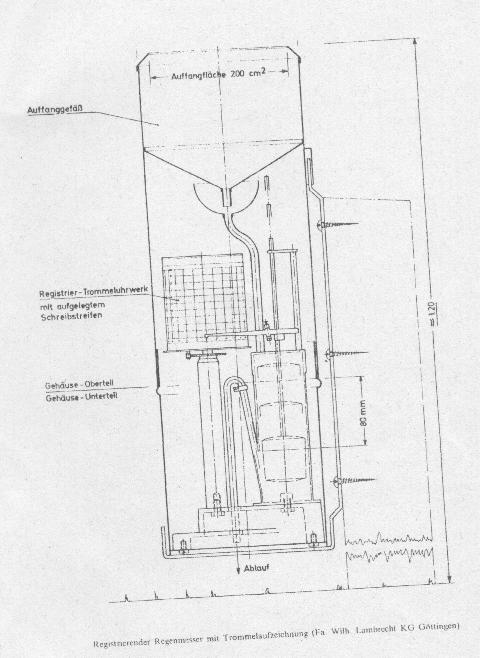 Auffangfläche 200 cm²
Auffanggefäß
Registrier-Trommeluhrwerk
mit aufgelegtem
Schreibstreifen
Gehäuse-Oberteil
Gehäuse-Unterteil
80 mm
≈ 1,20
Ablauf
Registrierender Regenmesser mit Trommelaufzeichnung (Fa. Wilh. Lambrecht KG Göttingen)